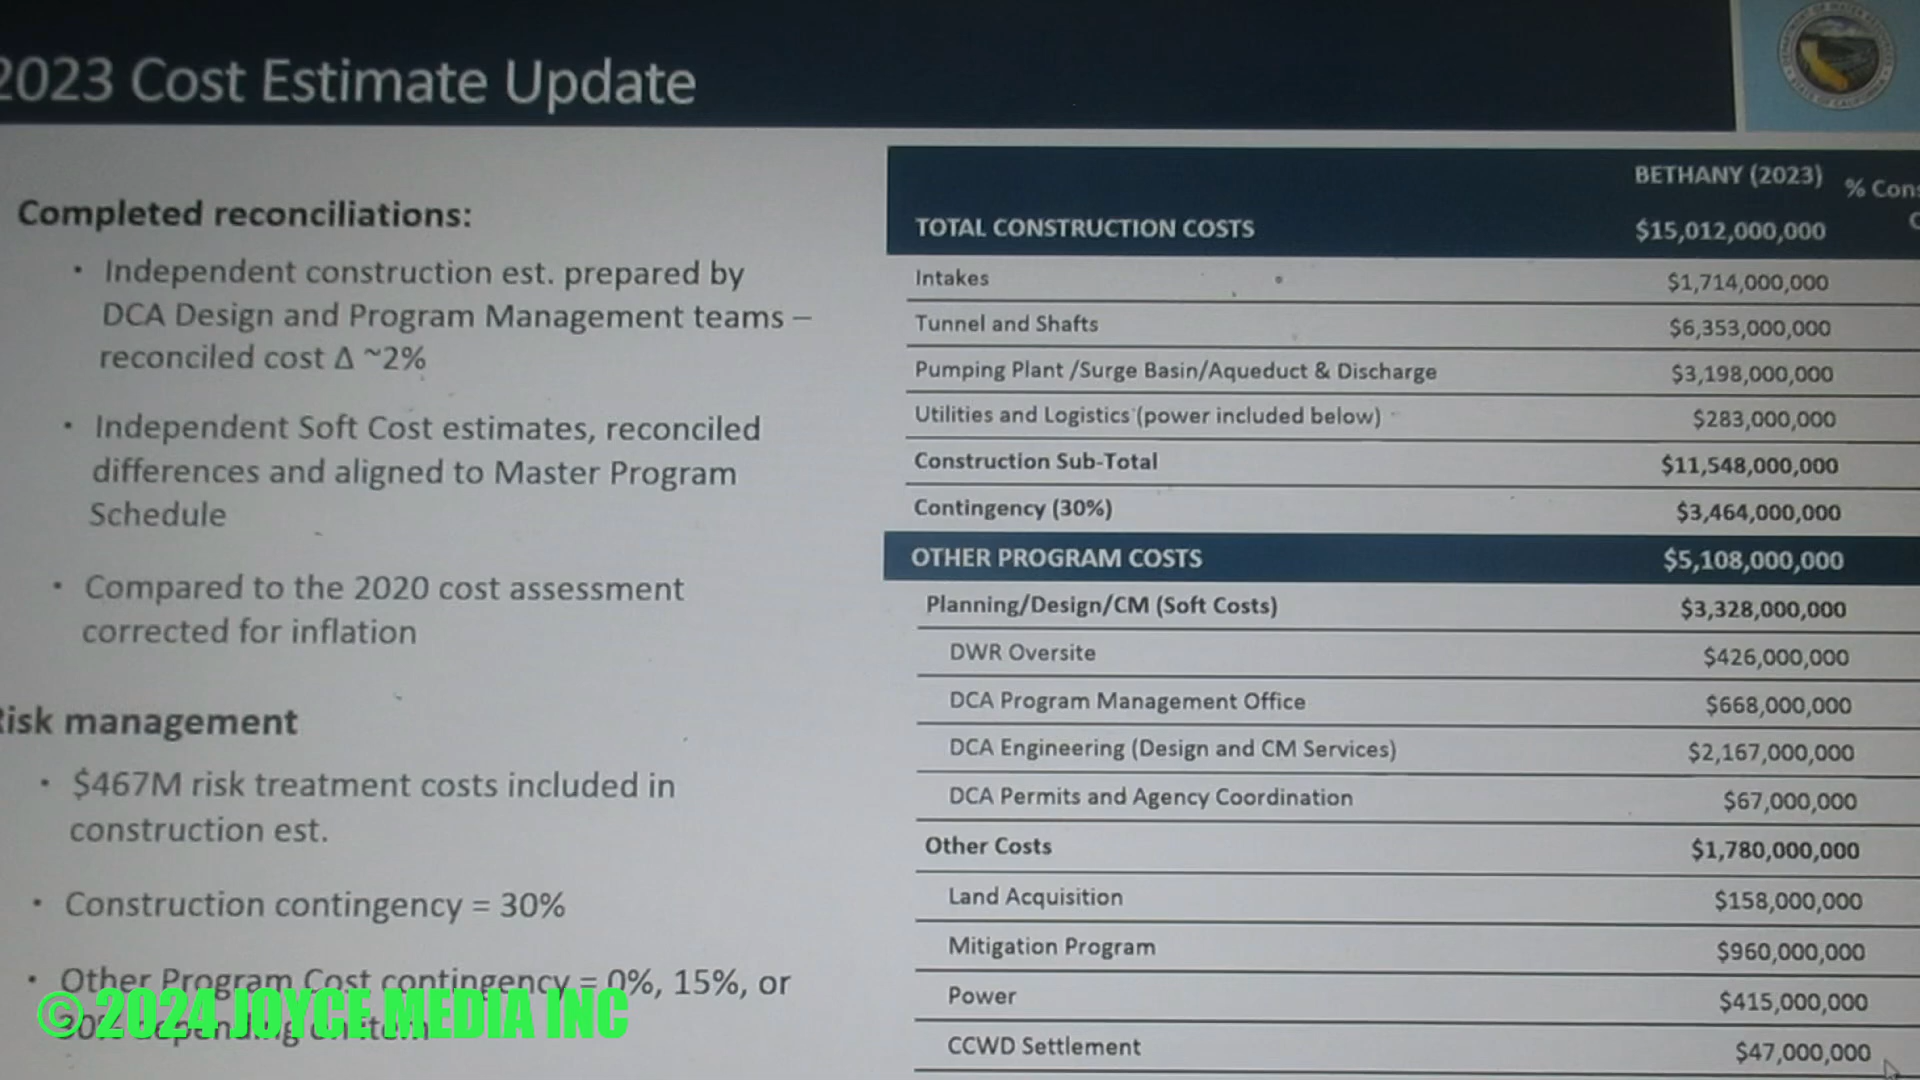 2023 Cost Estimate Update
Completed reconciliations:
• Independent construction est. prepared by
DCA Design and Program Management teams –
reconciled cost Δ ~2%
• Independent Soft Cost estimates, reconciled
differences and aligned to Master Program
Schedule
• Compared to the 2020 cost assessment
corrected for inflation
Risk management
• $467M risk treatment costs included in
construction est.
• Construction contingency = 30%
• Other Program Cost contingency = 0%, 15%, or
30% depending on item
© 2024 JOYCE MEDIA INC
BETHANY (2023) % Cons
TOTAL CONSTRUCTION COSTS $15,012,000,000
Intakes $1,714,000,000
Tunnel and Shafts $6,353,000,000
Pumping Plant /Surge Basin/Aqueduct & Discharge $3,198,000,000
Utilities and Logistics (power included below) $283,000,000
Construction Sub-Total $11,548,000,000
Contingency (30%) $3,464,000,000
OTHER PROGRAM COSTS $5,108,000,000
Planning/Design/CM (Soft Costs) $3,328,000,000
DWR Oversite $426,000,000
DCA Program Management Office $668,000,000
DCA Engineering (Design and CM Services) $2,167,000,000
DCA Permits and Agency Coordination $67,000,000
Other Costs $1,780,000,000
Land Acquisition $158,000,000
Mitigation Program $960,000,000
Power $415,000,000
CCWD Settlement $47,000,000